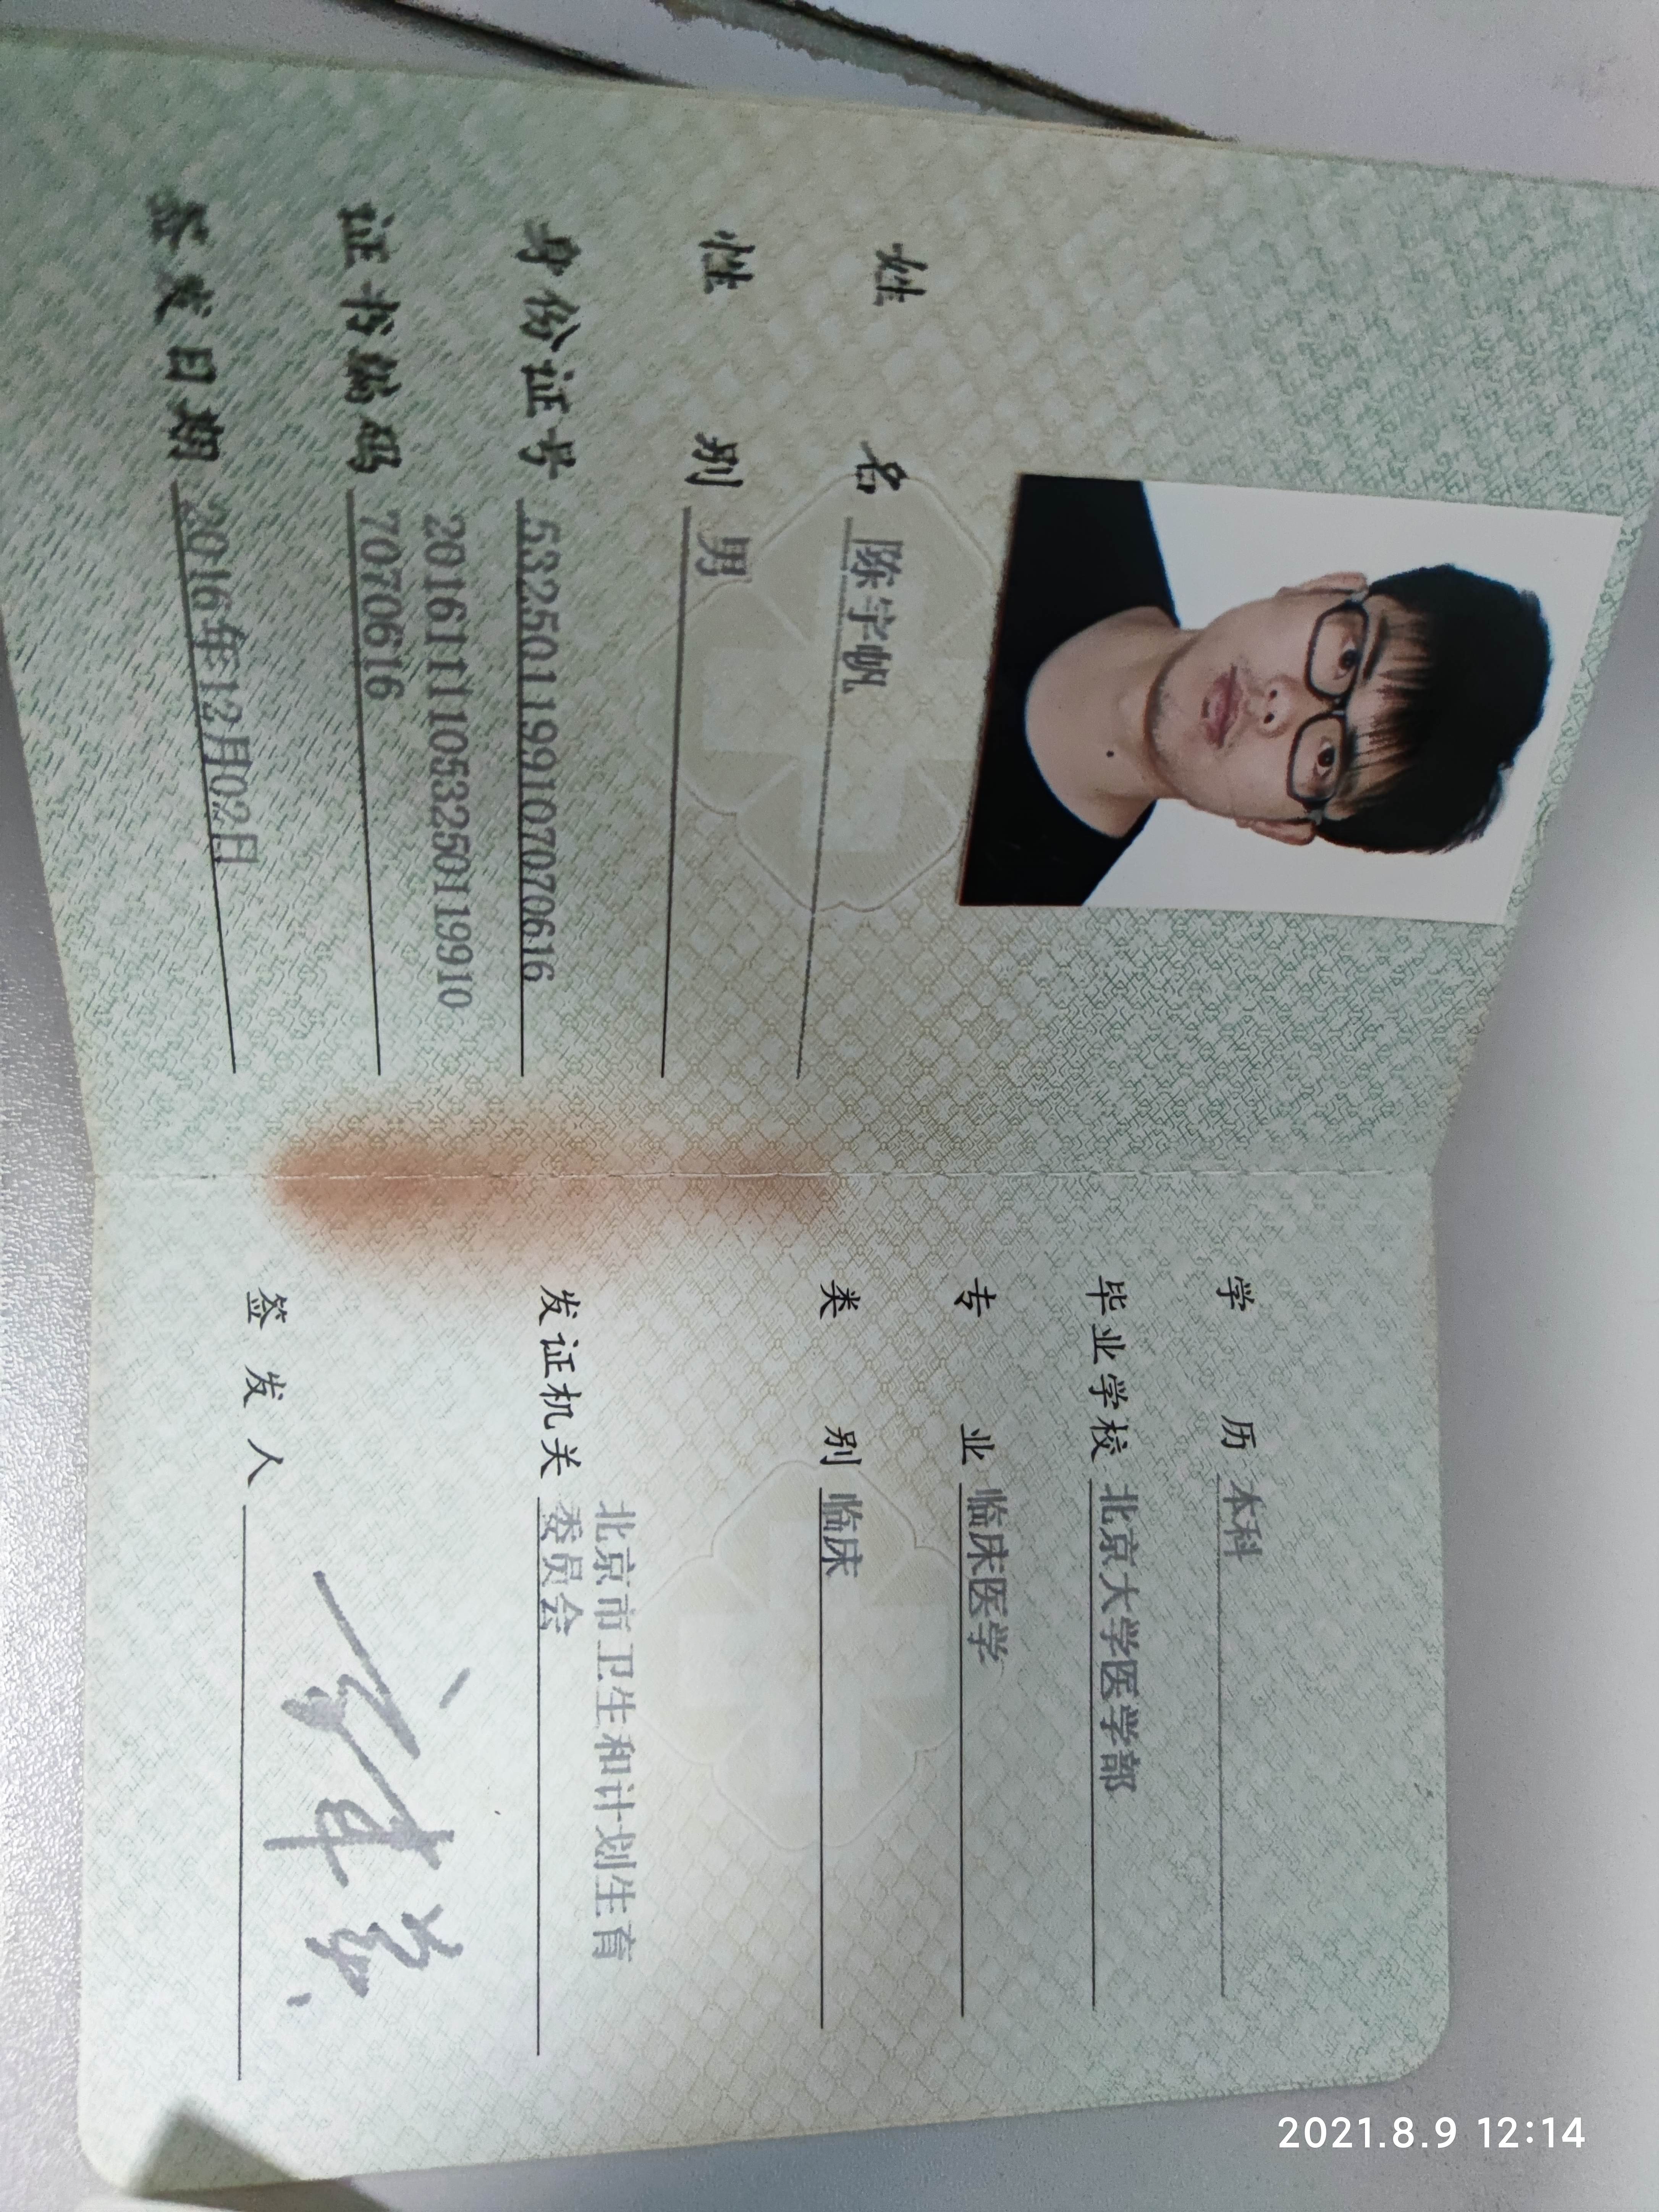 姓名 陈宇帆
性别 男
身份证号 532501199107070616
证书编码 201611110532501199107070616
签发日期 2016年12月02日
学历 本科
毕业学校 北京大学医学部
专业 临床医学
类别 临床
发证机关 北京市卫生和计划生育
委员会
签发人
2021.8.9 12:14